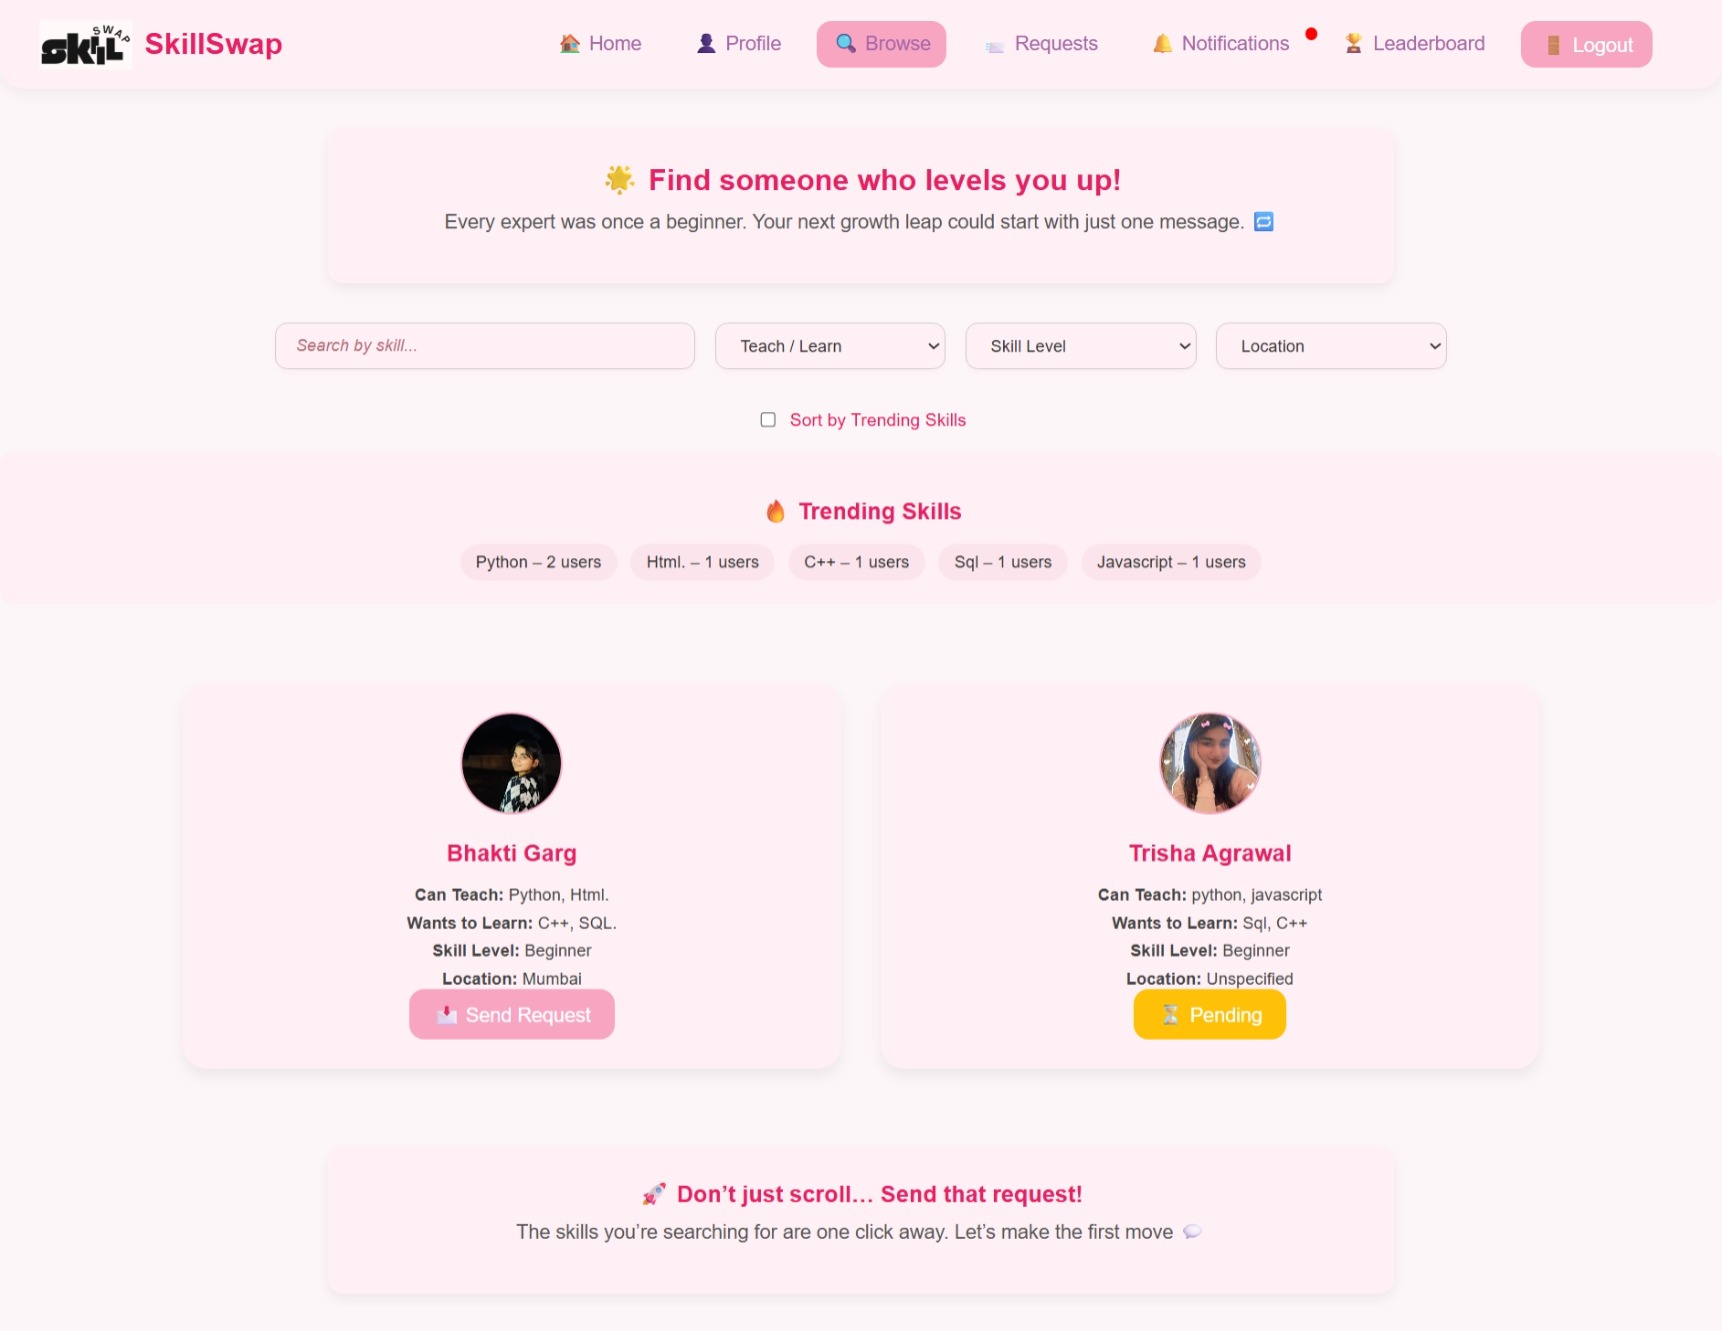 SKILL SWAP
SkillSwap
Home
Profile
Browse
Requests
Notifications
Leaderboard
Logout
Find someone who levels you up!
Every expert was once a beginner. Your next growth leap could start with just one message.
Search by skill...
Teach / Learn
Skill Level
Location
Sort by Trending Skills
Trending Skills
Python – 2 users
Html. – 1 users
C++ – 1 users
Sql – 1 users
Javascript – 1 users
Bhakti Garg
Can Teach: Python, Html.
Wants to Learn: C++, SQL.
Skill Level: Beginner
Location: Mumbai
Send Request
Trisha Agrawal
Can Teach: python, javascript
Wants to Learn: Sql, C++
Skill Level: Beginner
Location: Unspecified
Pending
Don’t just scroll… Send that request!
The skills you’re searching for are one click away. Let’s make the first move